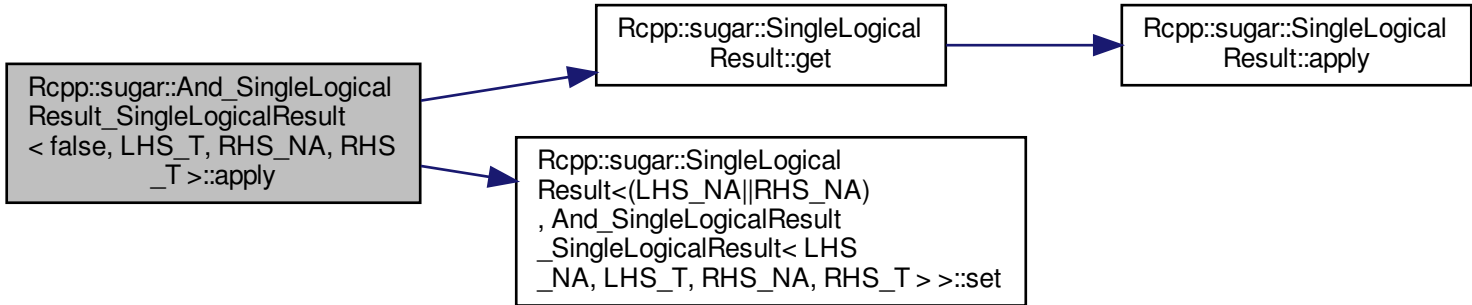 Rcpp::sugar::And_SingleLogical
Result_SingleLogicalResult
< false, LHS_T, RHS_NA, RHS
_T >::apply
Rcpp::sugar::SingleLogical
Result::get
Rcpp::sugar::SingleLogical
Result::apply
Rcpp::sugar::SingleLogical
Result<(LHS_NA||RHS_NA)
, And_SingleLogicalResult
_SingleLogicalResult< LHS
_NA, LHS_T, RHS_NA, RHS_T > >::set